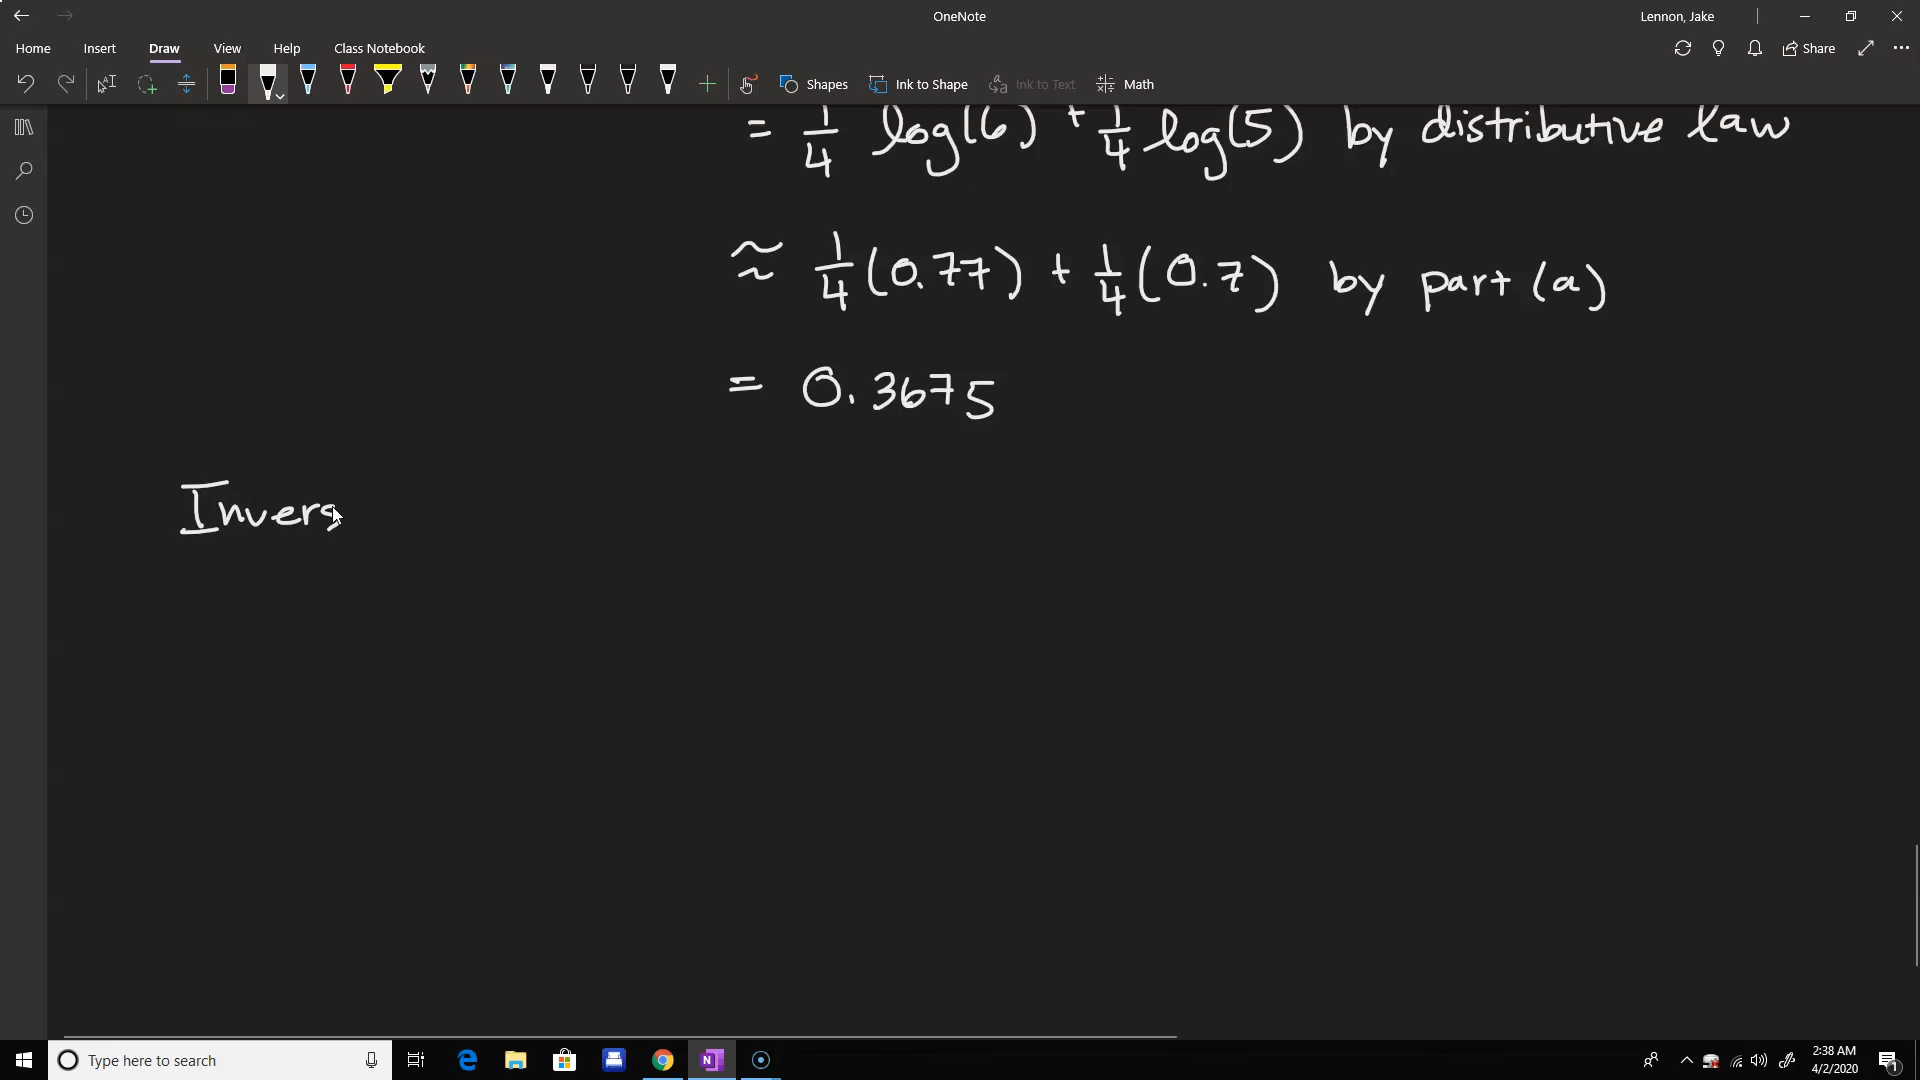 OneNote
Lennon, Jake
Home Insert Draw View Help Class Notebook
Share
Shapes Ink to Shape Ink to Text Math
= 1/4 log(6) + 1/4 log(5) by distributive law
≈ 1/4 (0.77) + 1/4 (0.7) by part (a)
= 0.3675
Invers
Type here to search
2:38 AM
4/2/2020